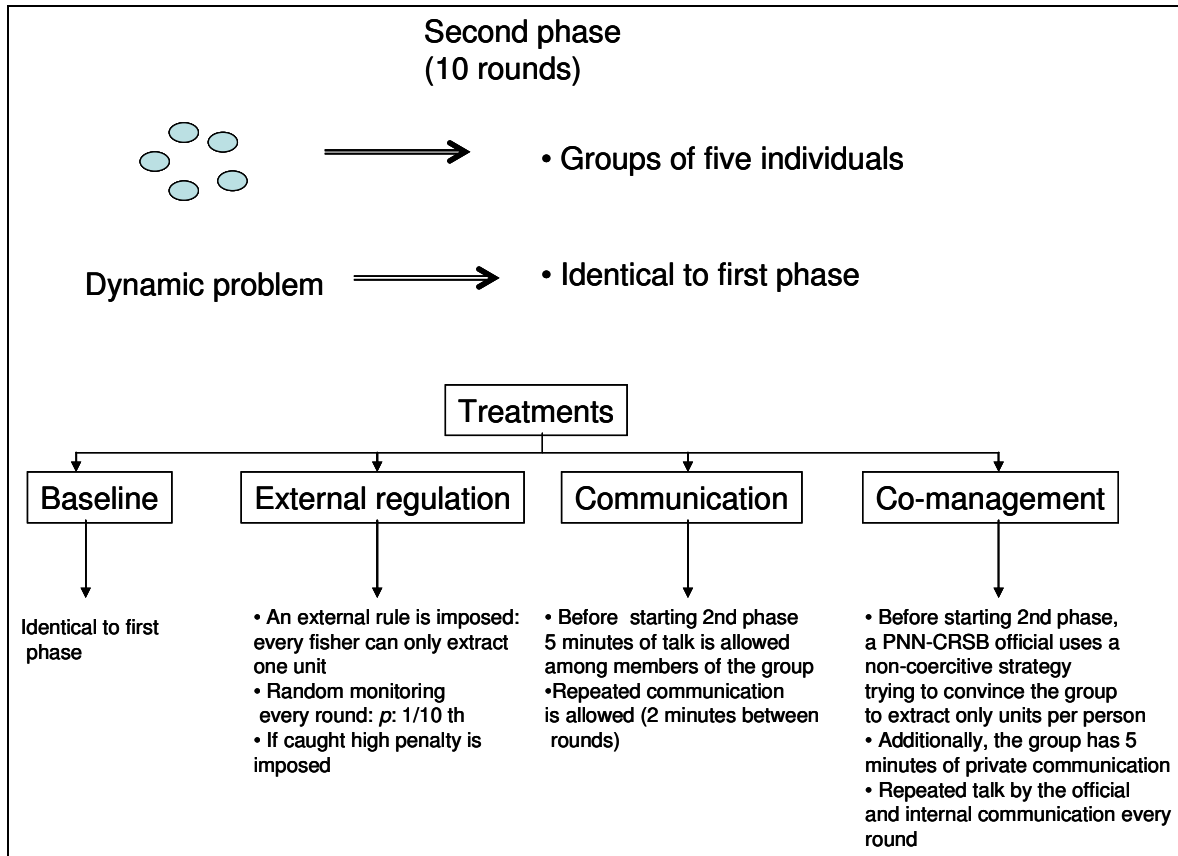 Second phase
(10 rounds)
• Groups of five individuals
Dynamic problem
• Identical to first phase
Treatments
Baseline
External regulation
Communication
Co-management
Identical to first
phase
• An external rule is imposed:
every fisher can only extract
one unit
• Random monitoring
every round: p: 1/10 th
• If caught high penalty is
imposed
• Before starting 2nd phase
5 minutes of talk is allowed
among members of the group
•Repeated communication
is allowed (2 minutes between
rounds)
• Before starting 2nd phase,
a PNN-CRSB official uses a
non-coercitive strategy
trying to convince the group
to extract only units per person
• Additionally, the group has 5
minutes of private communication
• Repeated talk by the official
and internal communication every
round